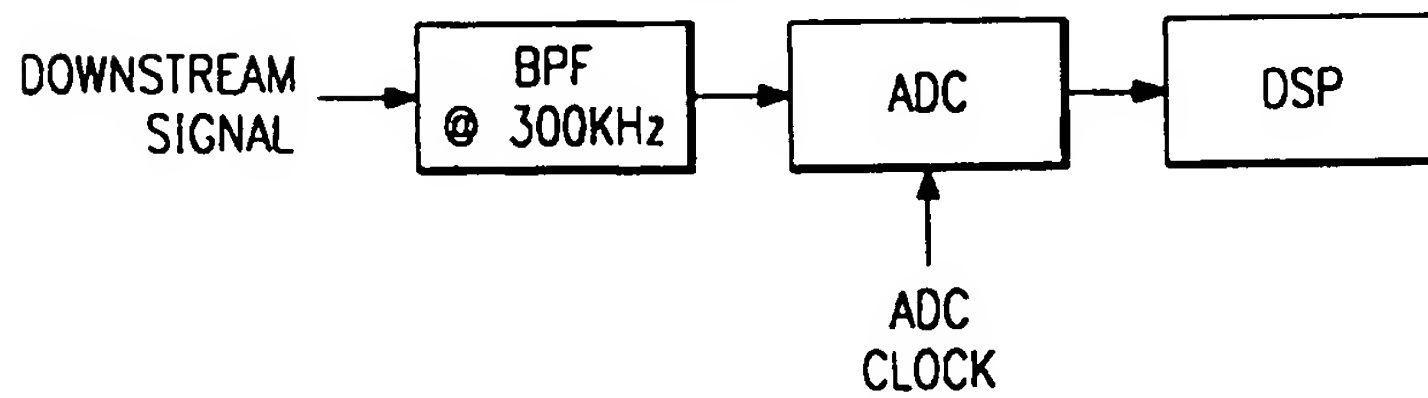 DOWNSTREAM
SIGNAL
BPF
@ 300KHz
ADC
DSP
ADC
CLOCK